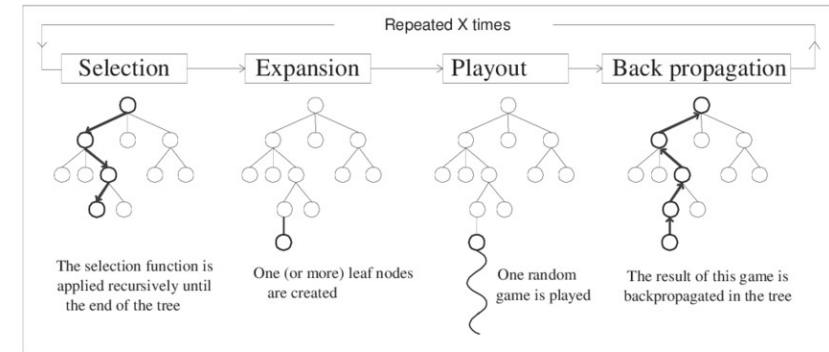 Repeated X times
Selection
Expansion
Playout
Back propagation
The selection function is
applied recursively until
the end of the tree
One (or more) leaf nodes
are created
One random
game is played
The result of this game is
backpropagated in the tree